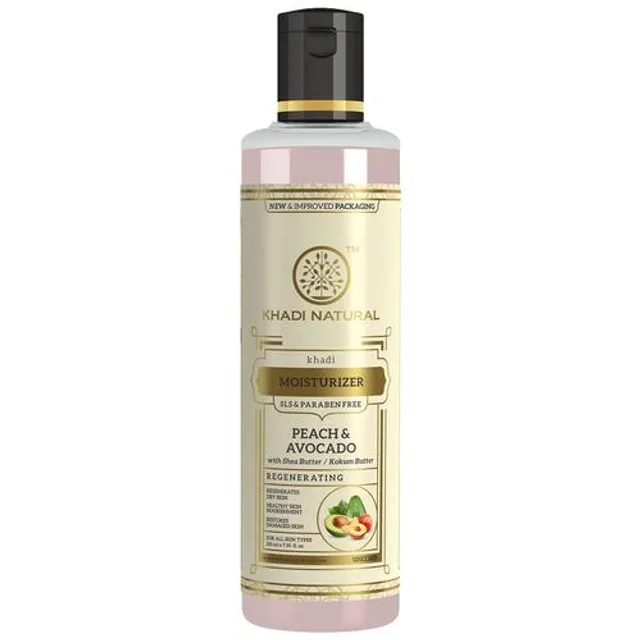 NEW & IMPROVED PACKAGING
TM
KHADI NATURAL
khadi
MOISTURIZER
SLS & PARABEN FREE
PEACH &
AVOCADO
with Shea Butter / Kokum Butter
REGENERATING
REGENERATES
DRY SKIN
HEALTHY SKIN
NOURISHMENT
RESTORES
DAMAGED SKIN
FOR ALL SKIN TYPES